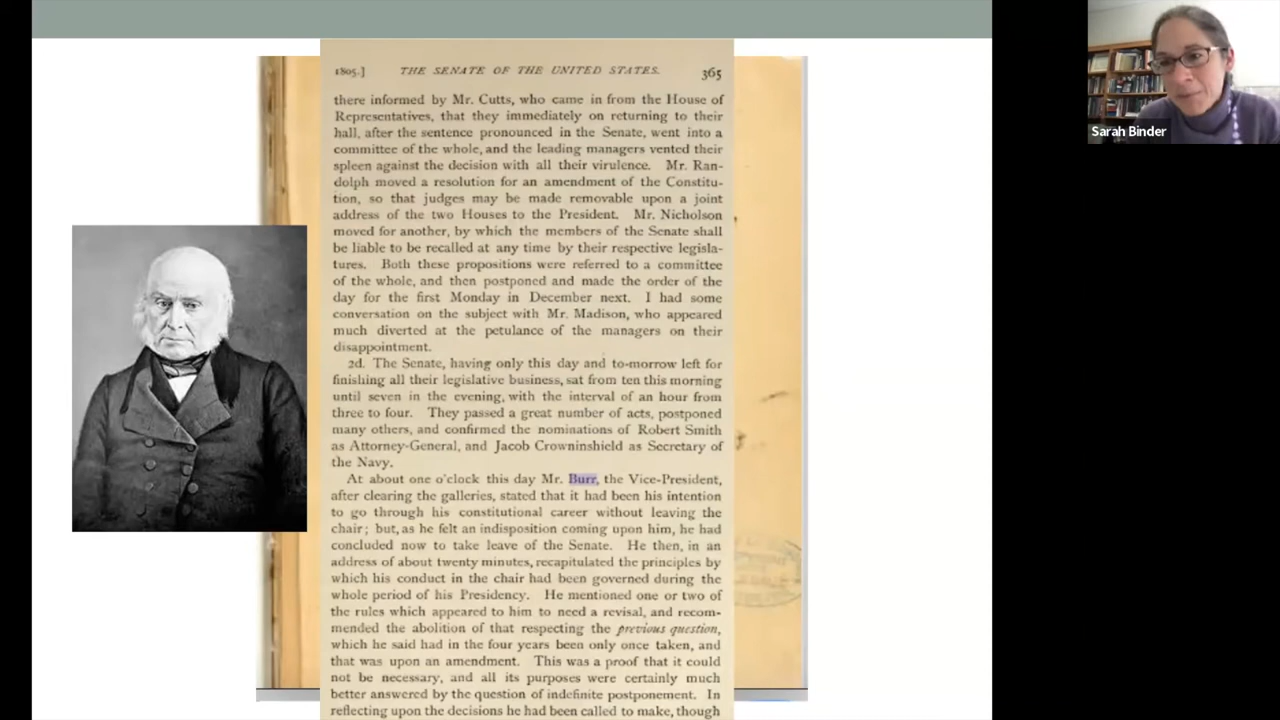 1805.] THE SENATE OF THE UNITED STATES. 365
there informed by Mr. Cutts, who came in from the House of
Representatives, that they immediately on returning to their
hall, after the sentence pronounced in the Senate, went into a
committee of the whole, and the leading managers vented their
spleen against the decision with all their virulence. Mr. Ran-
dolph moved a resolution for an amendment of the Constitu-
tion, so that judges may be made removable upon a joint
address of the two Houses to the President. Mr. Nicholson
moved for another, by which the members of the Senate shall
be liable to be recalled at any time by their respective legisla-
tures. Both these propositions were referred to a committee
of the whole, and then postponed and made the order of the
day for the first Monday in December next. I had some
conversation on the subject with Mr. Madison, who appeared
much diverted at the petulance of the managers on their
disappointment.
2d. The Senate, having only this day and to-morrow left for
finishing all their legislative business, sat from ten this morning
until seven in the evening, with the interval of an hour from
three to four. They passed a great number of acts, postponed
many others, and confirmed the nominations of Robert Smith
as Attorney-General, and Jacob Crowninshield as Secretary of
the Navy.
At about one o'clock this day Mr. Burr, the Vice-President,
after clearing the galleries, stated that it had been his intention
to go through his constitutional career without leaving the
chair; but, as he felt an indisposition coming upon him, he had
concluded now to take leave of the Senate. He then, in an
address of about twenty minutes, recapitulated the principles by
which his conduct in the chair had been governed during the
whole period of his Presidency. He mentioned one or two of
the rules which appeared to him to need a revisal, and recom-
mended the abolition of that respecting the previous question,
which he said had in the four years been only once taken, and
that was upon an amendment. This was a proof that it could
not be necessary, and all its purposes were certainly much
better answered by the question of indefinite postponement. In
reflecting upon the decisions he had been called to make, though
Sarah Binder